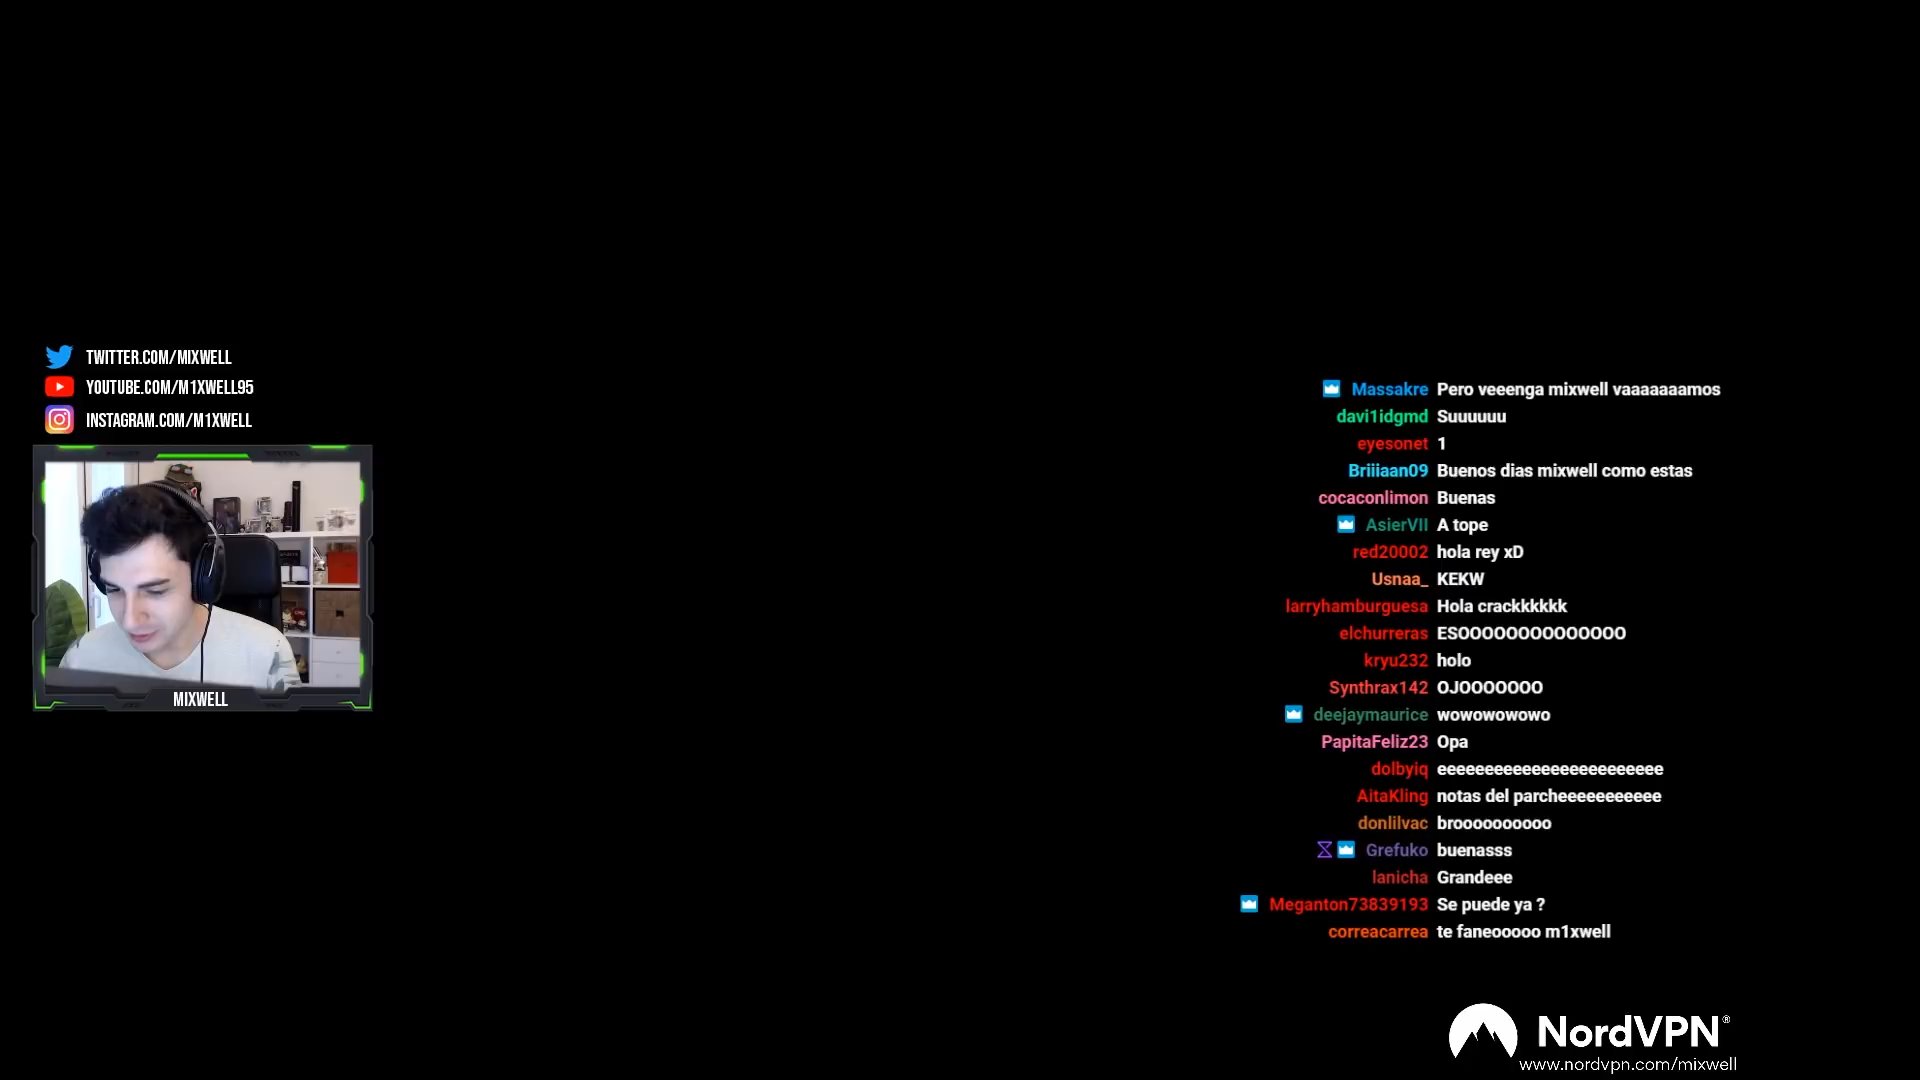 TWITTER.COM/MIXWELL
YOUTUBE.COM/M1XWELL95
INSTAGRAM.COM/M1XWELL
MIXWELL
Massakre Pero veeenga mixwell vaaaaaaamos
davi1idgmd Suuuuuu
eyesonet 1
Briiiaan09 Buenos dias mixwell como estas
cocaconlimon Buenas
AsierVII A tope
red20002 hola rey xD
Usnaa_ KEKW
larryhamburguesa Hola crackkkkkk
elchurreras ESOOOOOOOOOOOOOO
kryu232 holo
Synthrax142 OJOOOOOOO
deejaymaurice wowowowowo
PapitaFeliz23 Opa
dolbyiq eeeeeeeeeeeeeeeeeeeeeeee
AitaKling notas del parcheeeeeeeeeee
donlilvac broooooooooo
Grefuko buenasss
lanicha Grandeee
Meganton73839193 Se puede ya ?
correacarrea te faneooooo m1xwell
NordVPN®
www.nordvpn.com/mixwell